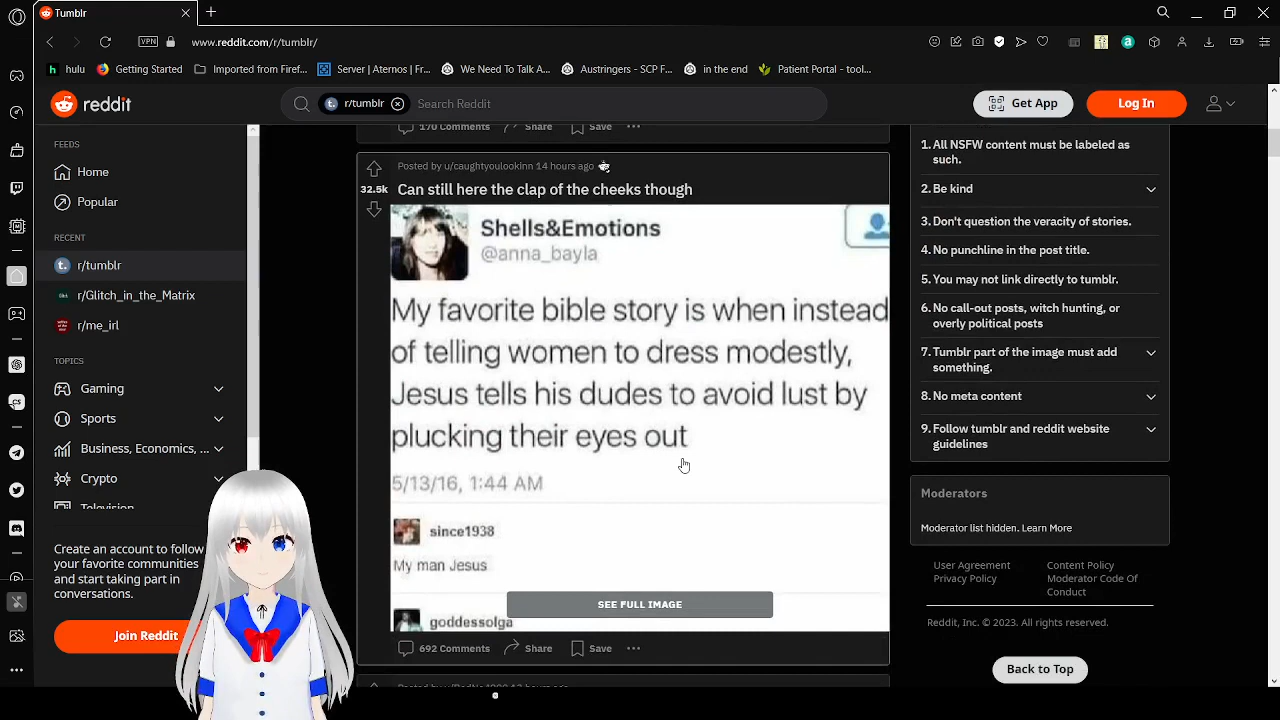 Tumblr
VPN
www.reddit.com/r/tumblr/
hulu
Getting Started
Imported from Firef...
Server | Aternos | Fr...
We Need To Talk A...
Austringers - SCP F...
in the end
Patient Portal - tool...
reddit
r/tumblr
Search Reddit
Get App
Log In
FEEDS
Home
Popular
RECENT
r/tumblr
r/Glitch_in_the_Matrix
r/me_irl
TOPICS
Gaming
Sports
Business, Economics, ...
Crypto
Television
Create an account to follow
your favorite communities
and start taking part in
conversations.
Join Reddit
170 Comments
Share
Save
Posted by u/caughtyoulookinn 14 hours ago
32.5k
Can still here the clap of the cheeks though
Shells&Emotions
@anna_bayla
My favorite bible story is when instead
of telling women to dress modestly,
Jesus tells his dudes to avoid lust by
plucking their eyes out
5/13/16, 1:44 AM
since1938
My man Jesus
SEE FULL IMAGE
goddessolga
692 Comments
Share
Save
1. All NSFW content must be labeled as
such.
2. Be kind
3. Don't question the veracity of stories.
4. No punchline in the post title.
5. You may not link directly to tumblr.
6. No call-out posts, witch hunting, or
overly political posts
7. Tumblr part of the image must add
something.
8. No meta content
9. Follow tumblr and reddit website
guidelines
Moderators
Moderator list hidden. Learn More
User Agreement
Privacy Policy
Content Policy
Moderator Code Of
Conduct
Reddit, Inc. © 2023. All rights reserved.
Back to Top